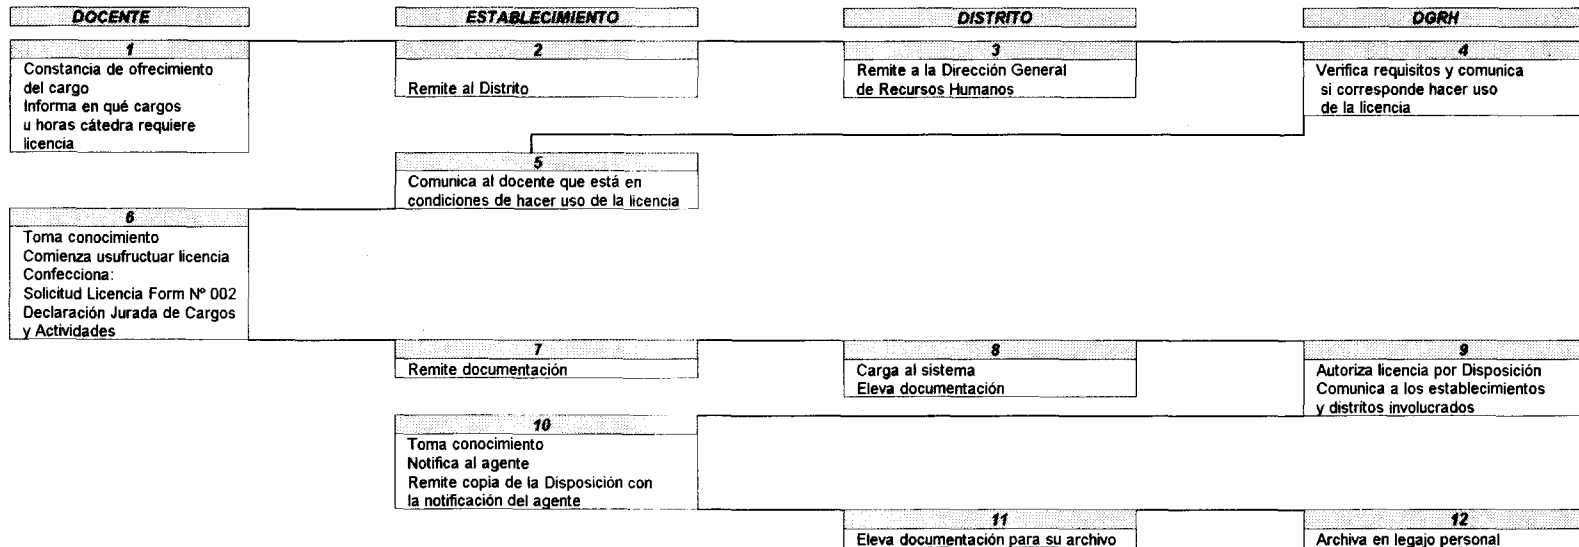 DOCENTE
ESTABLECIMIENTO
DISTRITO
DGRH
1
Constancia de ofrecimiento
del cargo
Informa en qué cargos
u horas cátedra requiere
licencia
2
Remite al Distrito
3
Remite a la Dirección General
de Recursos Humanos
4
Verifica requisitos y comunica
si corresponde hacer uso
de la licencia
5
Comunica al docente que está en
condiciones de hacer uso de la licencia
6
Toma conocimiento
Comienza usufructuar licencia
Confecciona:
Solicitud Licencia Form Nº 002
Declaración Jurada de Cargos
y Actividades
7
Remite documentación
8
Carga al sistema
Eleva documentación
9
Autoriza licencia por Disposición
Comunica a los establecimientos
y distritos involucrados
10
Toma conocimiento
Notifica al agente
Remite copia de la Disposición con
la notificación del agente
11
Eleva documentación para su archivo
12
Archiva en legajo personal